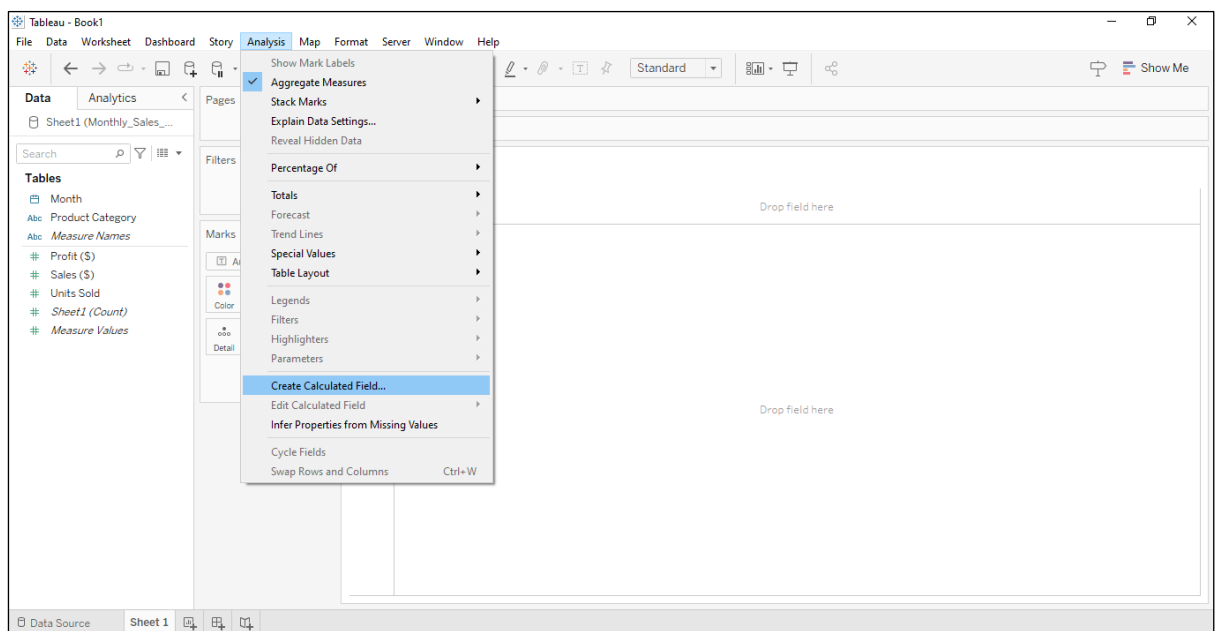 Tableau - Book1
File Data Worksheet Dashboard Story Analysis Map Format Server Window Help
Standard
Show Me
Data Analytics
Sheet1 (Monthly_Sales_...
Search
Tables
Month
Abc Product Category
Abc Measure Names
# Profit ($)
# Sales ($)
# Units Sold
# Sheet1 (Count)
# Measure Values
Pages
Filters
Marks
Color
Detail
Show Mark Labels
Aggregate Measures
Stack Marks
Explain Data Settings...
Reveal Hidden Data
Percentage Of
Totals
Forecast
Trend Lines
Special Values
Table Layout
Legends
Filters
Highlighters
Parameters
Create Calculated Field...
Edit Calculated Field
Infer Properties from Missing Values
Cycle Fields
Swap Rows and Columns Ctrl+W
Drop field here
Drop field here
Data Source Sheet 1